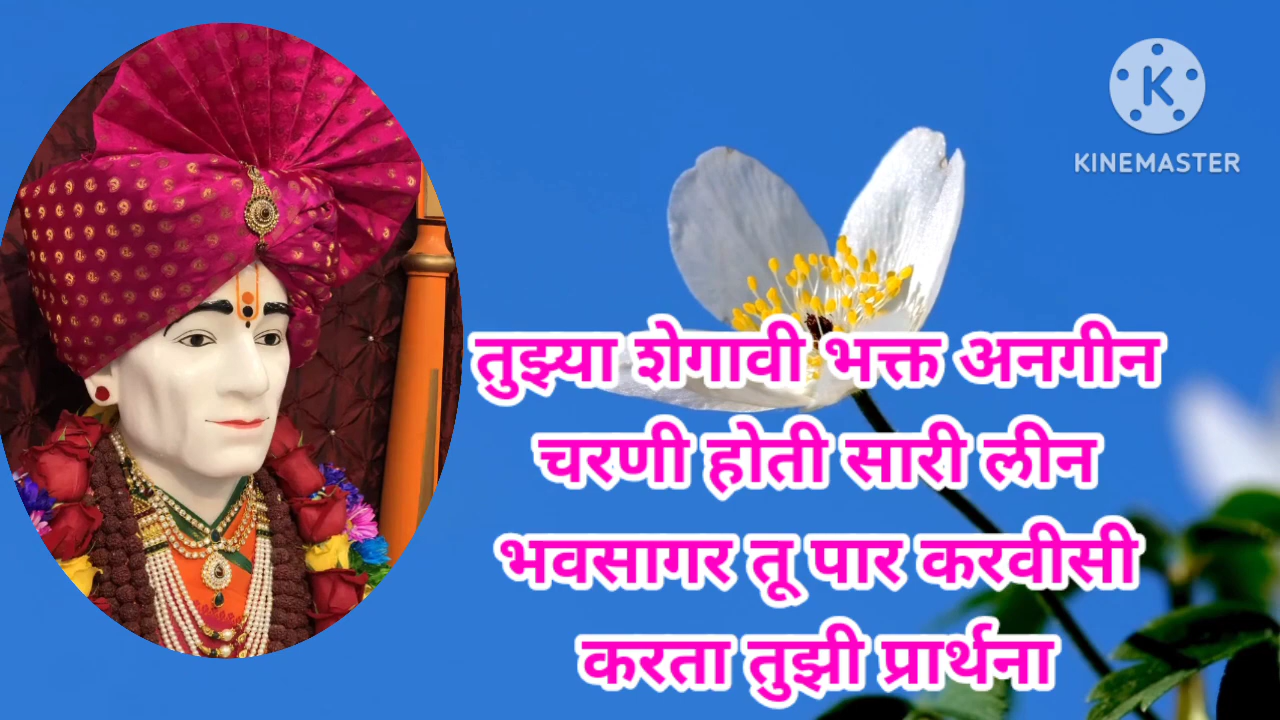 KINEMASTER
तुझ्या शेगावी भक्त अनगीन
चरणी होती सारी लीन
भवसागर तू पार करवीसी
करता तुझी प्रार्थना